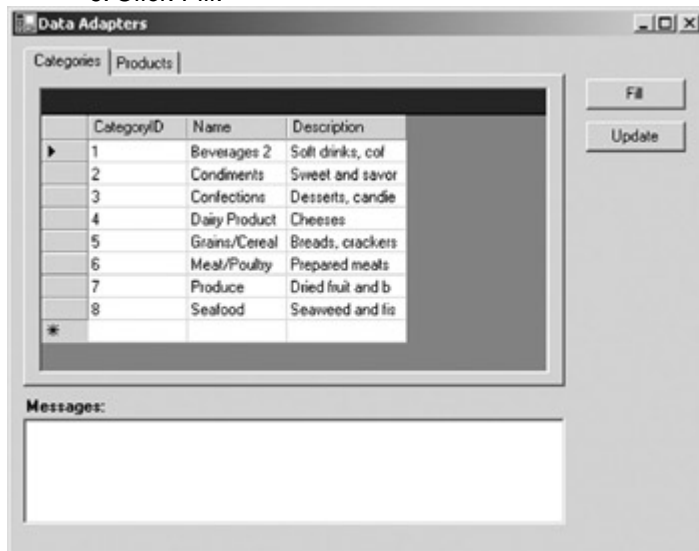 Data Adapters
Categories Products
Fill
Update
CategoryID Name Description
1 Beverages 2 Soft drinks, cof
2 Condiments Sweet and savor
3 Confections Desserts, candie
4 Dairy Product Cheeses
5 Grains/Cereal Breads, crackers
6 Meat/Poultry Prepared meats
7 Produce Dried fruit and b
8 Seafood Seaweed and fis
Messages: